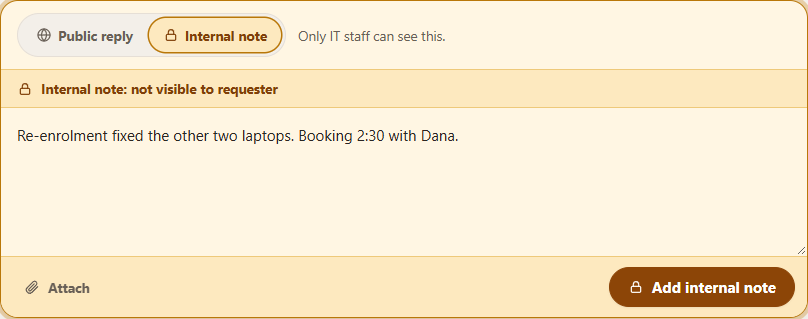 Public reply Internal note Only IT staff can see this.
Internal note: not visible to requester
Re-enrolment fixed the other two laptops. Booking 2:30 with Dana.
Attach Add internal note